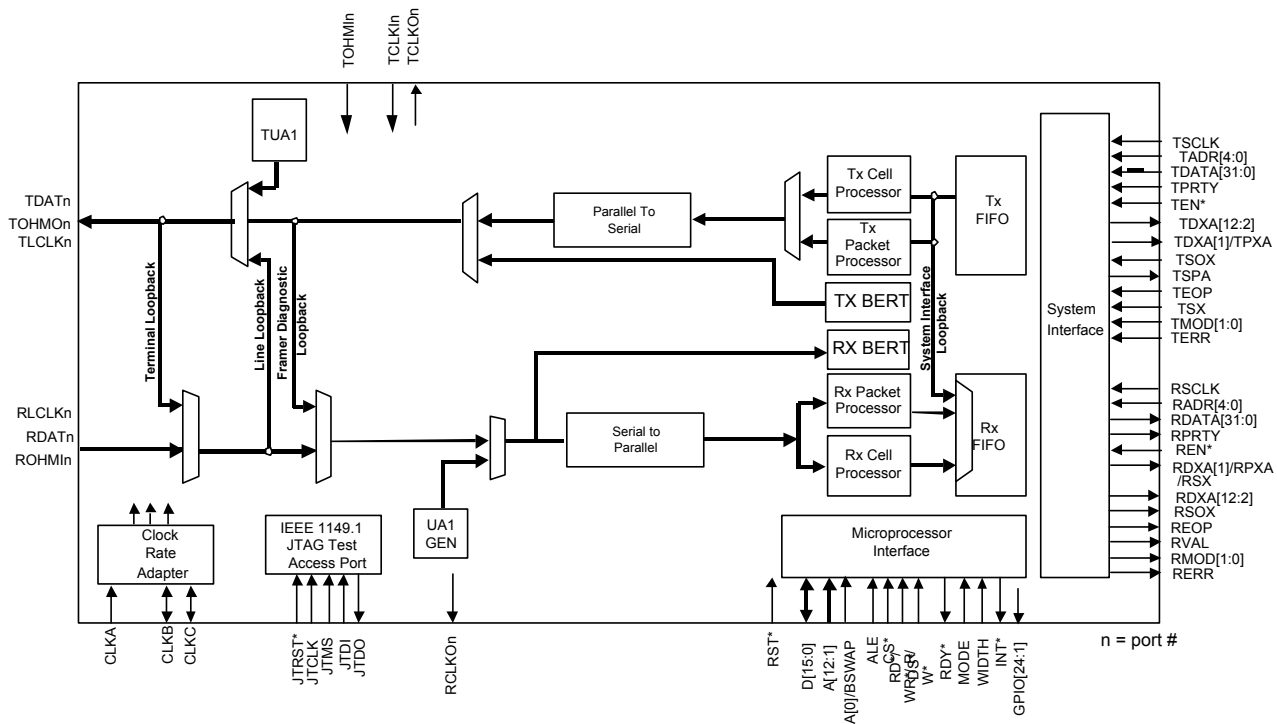 TOHMIn
TCLKIn
TCLKOn
TUA1
TDATn
TOHMOn
TLCLKn
Parallel To
Serial
Tx Cell
Processor
Tx
Packet
Processor
Tx
FIFO
TX BERT
RX BERT
Terminal Loopback
Line Loopback
Framer Diagnostic
Loopback
System Interface
Loopback
System
Interface
TSCLK
TADR[4:0]
TDATA[31:0]
TPRTY
TEN*
TDXA[12:2]
TDXA[1]/TPXA
TSOX
TSPA
TEOP
TSX
TMOD[1:0]
TERR
RLCLKn
RDATn
ROHMIn
Serial to
Parallel
Rx Packet
Processor
Rx Cell
Processor
Rx
FIFO
RSCLK
RADR[4:0]
RDATA[31:0]
RPRTY
REN*
RDXA[1]/RPXA
/RSX
RDXA[12:2]
RSOX
REOP
RVAL
RMOD[1:0]
RERR
Clock
Rate
Adapter
IEEE 1149.1
JTAG Test
Access Port
UA1
GEN
Microprocessor
Interface
CLKA
CLKB
CLKC
JTRST*
JTCLK
JTMS
JTDI
JTDO
RCLKOn
RST*
D[15:0]
A[12:1]
A[0]/BSWAP
ALE
CS*
RD*/
DS*
WR*/R/
W*
RDY*
MODE
WIDTH
INT*
GPIO[24:1]
n = port #